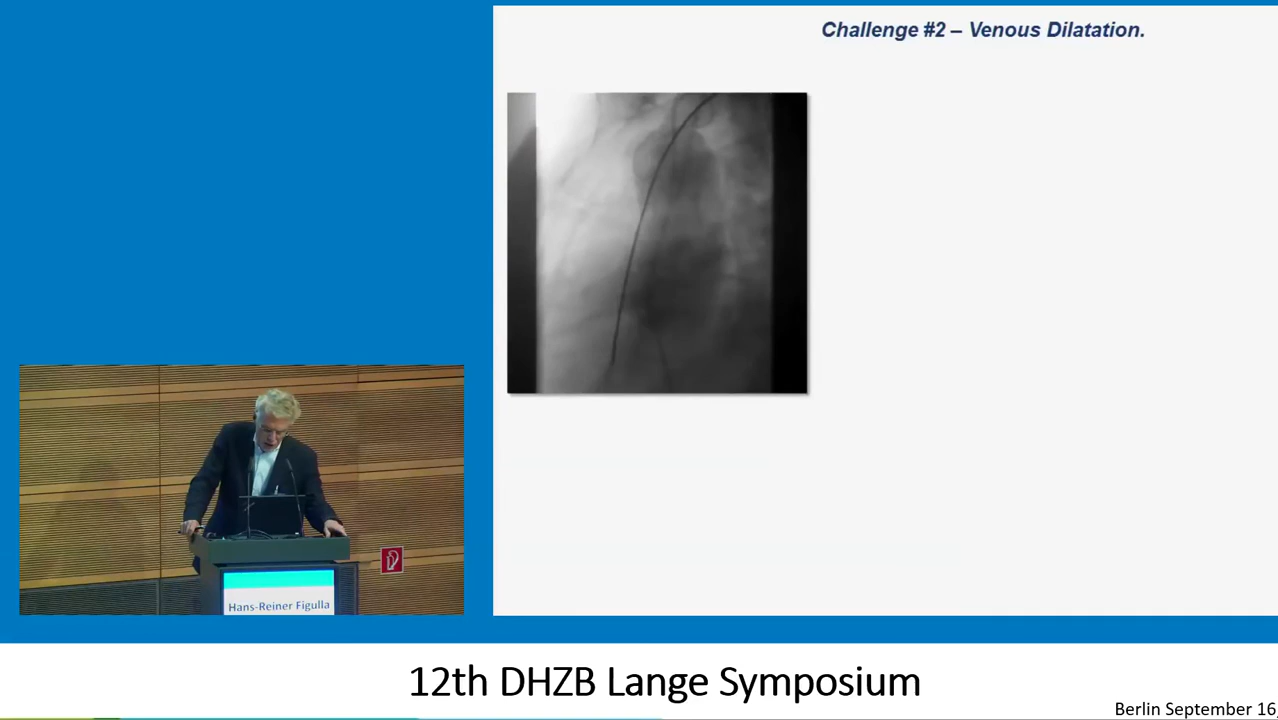 Challenge #2 – Venous Dilatation.
Hans-Reiner Figulla
12th DHZB Lange Symposium
Berlin September 16,